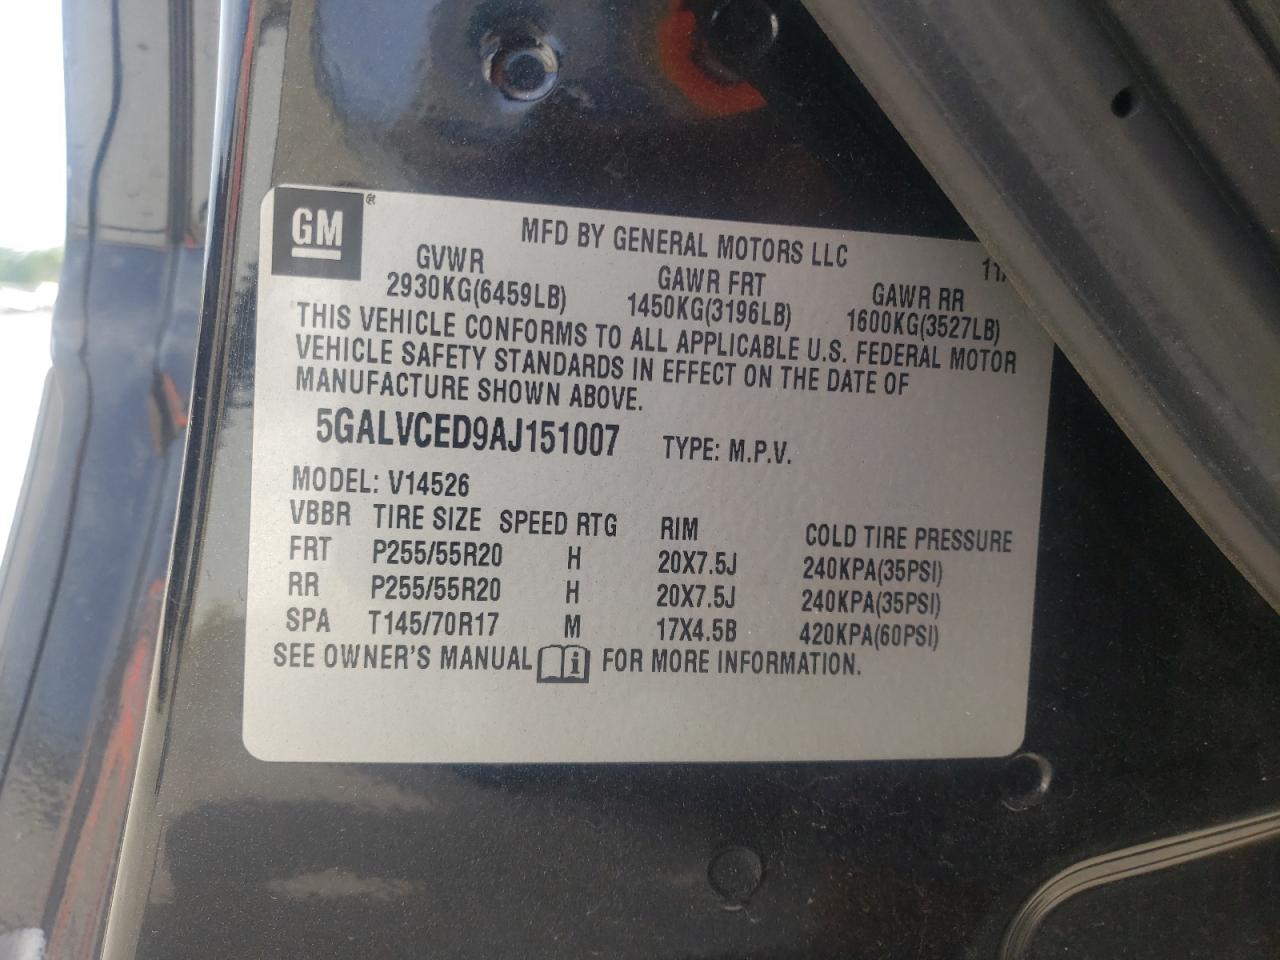 GM ®
MFD BY GENERAL MOTORS LLC
GVWR GAWR FRT GAWR RR
2930KG(6459LB) 1450KG(3196LB) 1600KG(3527LB)
THIS VEHICLE CONFORMS TO ALL APPLICABLE U.S. FEDERAL MOTOR
VEHICLE SAFETY STANDARDS IN EFFECT ON THE DATE OF
MANUFACTURE SHOWN ABOVE.
5GALVCED9AJ151007 TYPE: M.P.V.
MODEL: V14526
VBBR TIRE SIZE SPEED RTG RIM COLD TIRE PRESSURE
FRT P255/55R20 H 20X7.5J 240KPA(35PSI)
RR P255/55R20 H 20X7.5J 240KPA(35PSI)
SPA T145/70R17 M 17X4.5B 420KPA(60PSI)
SEE OWNER'S MANUAL i FOR MORE INFORMATION.